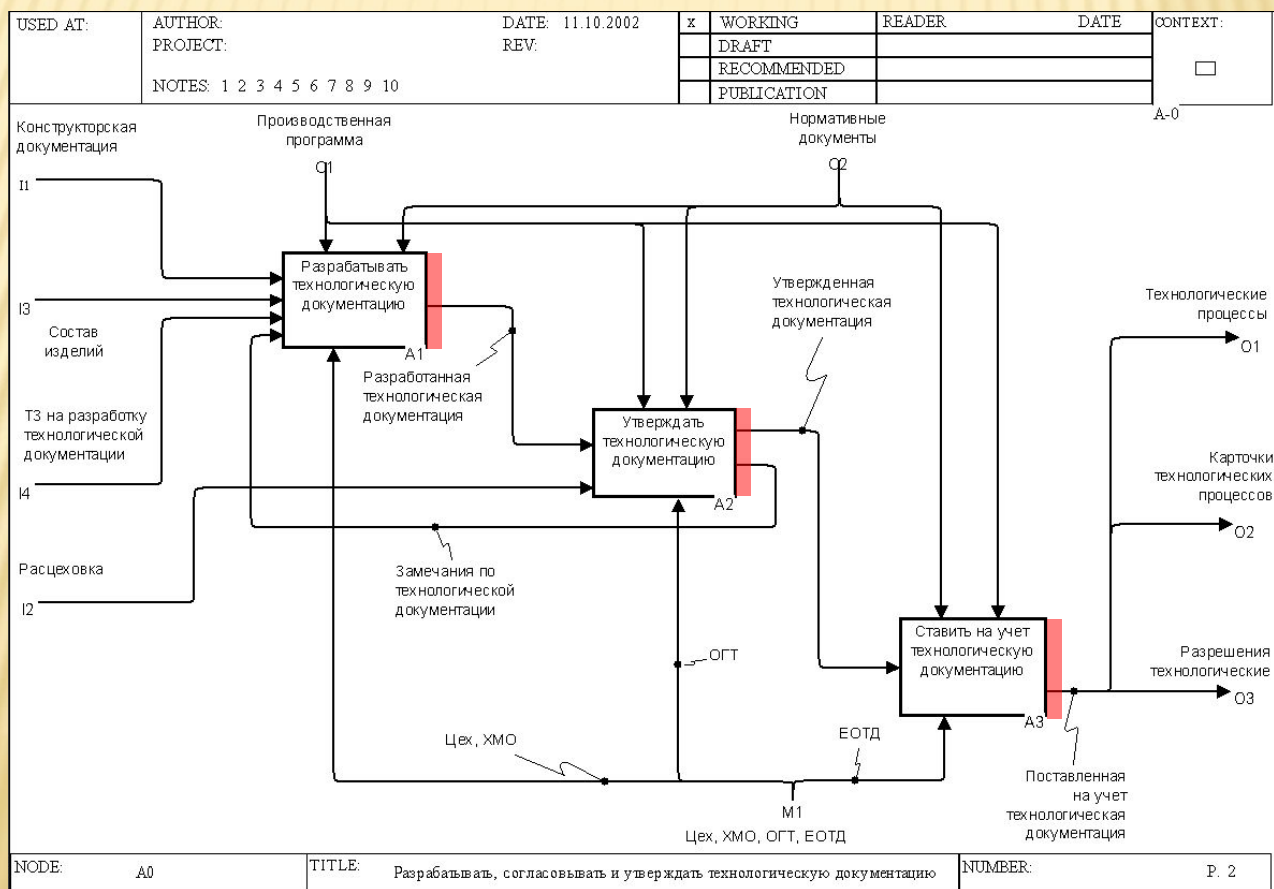 USED AT:
AUTHOR:
DATE: 11.10.2002
PROJECT:
REV:
NOTES: 1 2 3 4 5 6 7 8 9 10
x
WORKING
DRAFT
RECOMMENDED
PUBLICATION
READER
DATE
CONTEXT:
A-0
Конструкторская
документация
I1
Производственная
программа
C1
Нормативные
документы
C2
Разрабатывать
технологическую
документацию
A1
I3
Состав
изделий
ТЗ на разработку
технологической
документации
I4
Разработанная
технологическая
документация
Утвержденная
технологическая
документация
Утверждать
технологическую
документацию
A2
Технологические
процессы
O1
Карточки
технологических
процессов
O2
Расцеховка
I2
Замечания по
технологической
документации
Ставить на учет
технологическую
документацию
A3
Разрешения
технологические
O3
ОГТ
Цех, ХМО
ЕОТД
M1
Цех, ХМО, ОГТ, ЕОТД
Поставленная
на учет
технологическая
документация
NODE:
A0
TITLE:
Разрабатывать, согласовывать и утверждать технологическую документацию
NUMBER:
P. 2